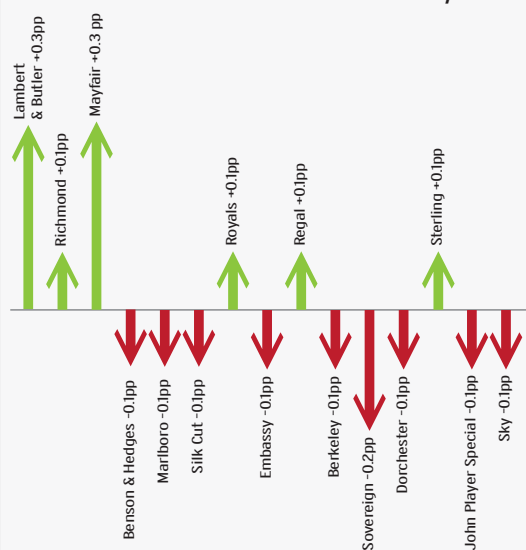 Lambert
& Butler +0.3pp
Richmond +0.1pp
Mayfair +0.3 pp
Benson & Hedges -0.1pp
Marlboro -0.1pp
Silk Cut -0.1pp
Royals +0.1pp
Embassy -0.1pp
Regal +0.1pp
Berkeley -0.1pp
Sovereign -0.2pp
Dorchester -0.1pp
Sterling +0.1pp
John Player Special -0.1pp
Sky -0.1pp